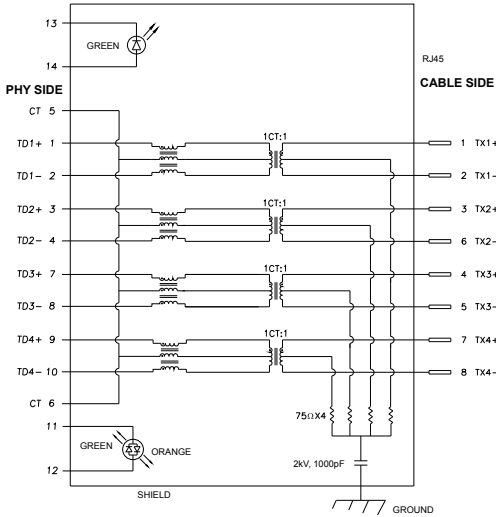 13
GREEN
14
RJ45
PHY SIDE
CABLE SIDE
CT 5
1CT:1
TD1+ 1
1 TX1+
TD1- 2
2 TX1-
1CT:1
TD2+ 3
3 TX2+
TD2- 4
6 TX2-
1CT:1
TD3+ 7
4 TX3+
TD3- 8
5 TX3-
1CT:1
TD4+ 9
7 TX4+
TD4- 10
8 TX4-
CT 6
75ΩX4
11
GREEN
ORANGE
12
2kV, 1000pF
SHIELD
GROUND